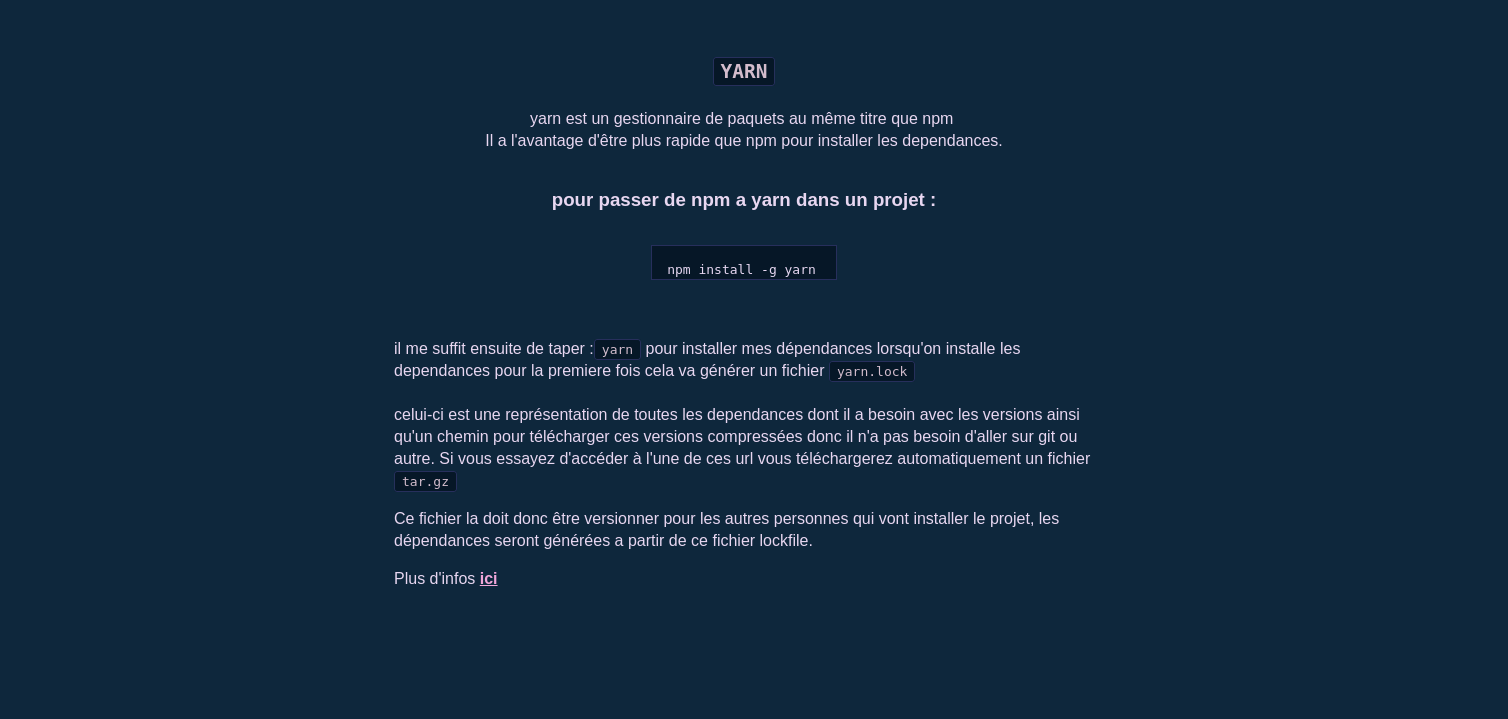 YARN
yarn est un gestionnaire de paquets au même titre que npm
Il a l'avantage d'être plus rapide que npm pour installer les dependances.
pour passer de npm a yarn dans un projet :
npm install -g yarn
il me suffit ensuite de taper : yarn pour installer mes dépendances lorsqu'on installe les
dependances pour la premiere fois cela va générer un fichier yarn.lock
celui-ci est une représentation de toutes les dependances dont il a besoin avec les versions ainsi
qu'un chemin pour télécharger ces versions compressées donc il n'a pas besoin d'aller sur git ou
autre. Si vous essayez d'accéder à l'une de ces url vous téléchargerez automatiquement un fichier
tar.gz
Ce fichier la doit donc être versionner pour les autres personnes qui vont installer le projet, les
dépendances seront générées a partir de ce fichier lockfile.
Plus d'infos ici